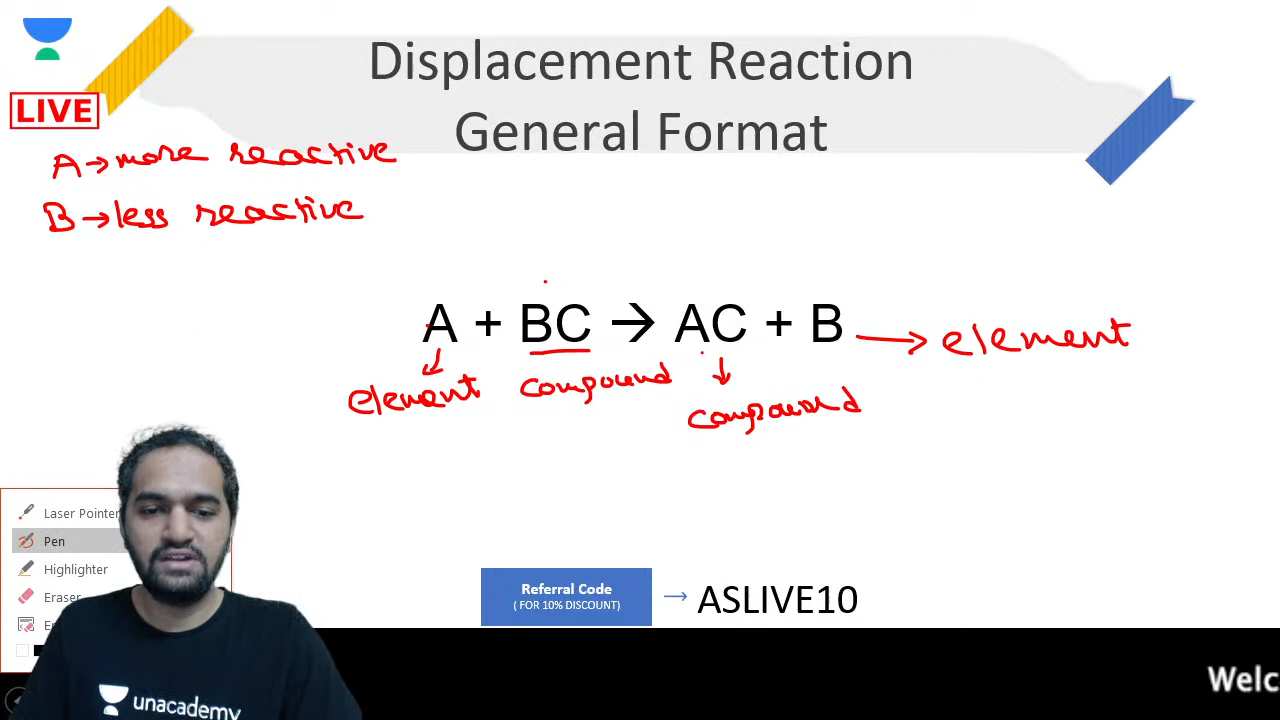 Displacement Reaction
General Format
LIVE
A → more reactive
B → less reactive
A + BC → AC + B → element
element
compound
compound
Laser Pointer
Pen
Highlighter
Eraser
Referral Code
( FOR 10% DISCOUNT)
→ ASLIVE10
Welc
unacademy